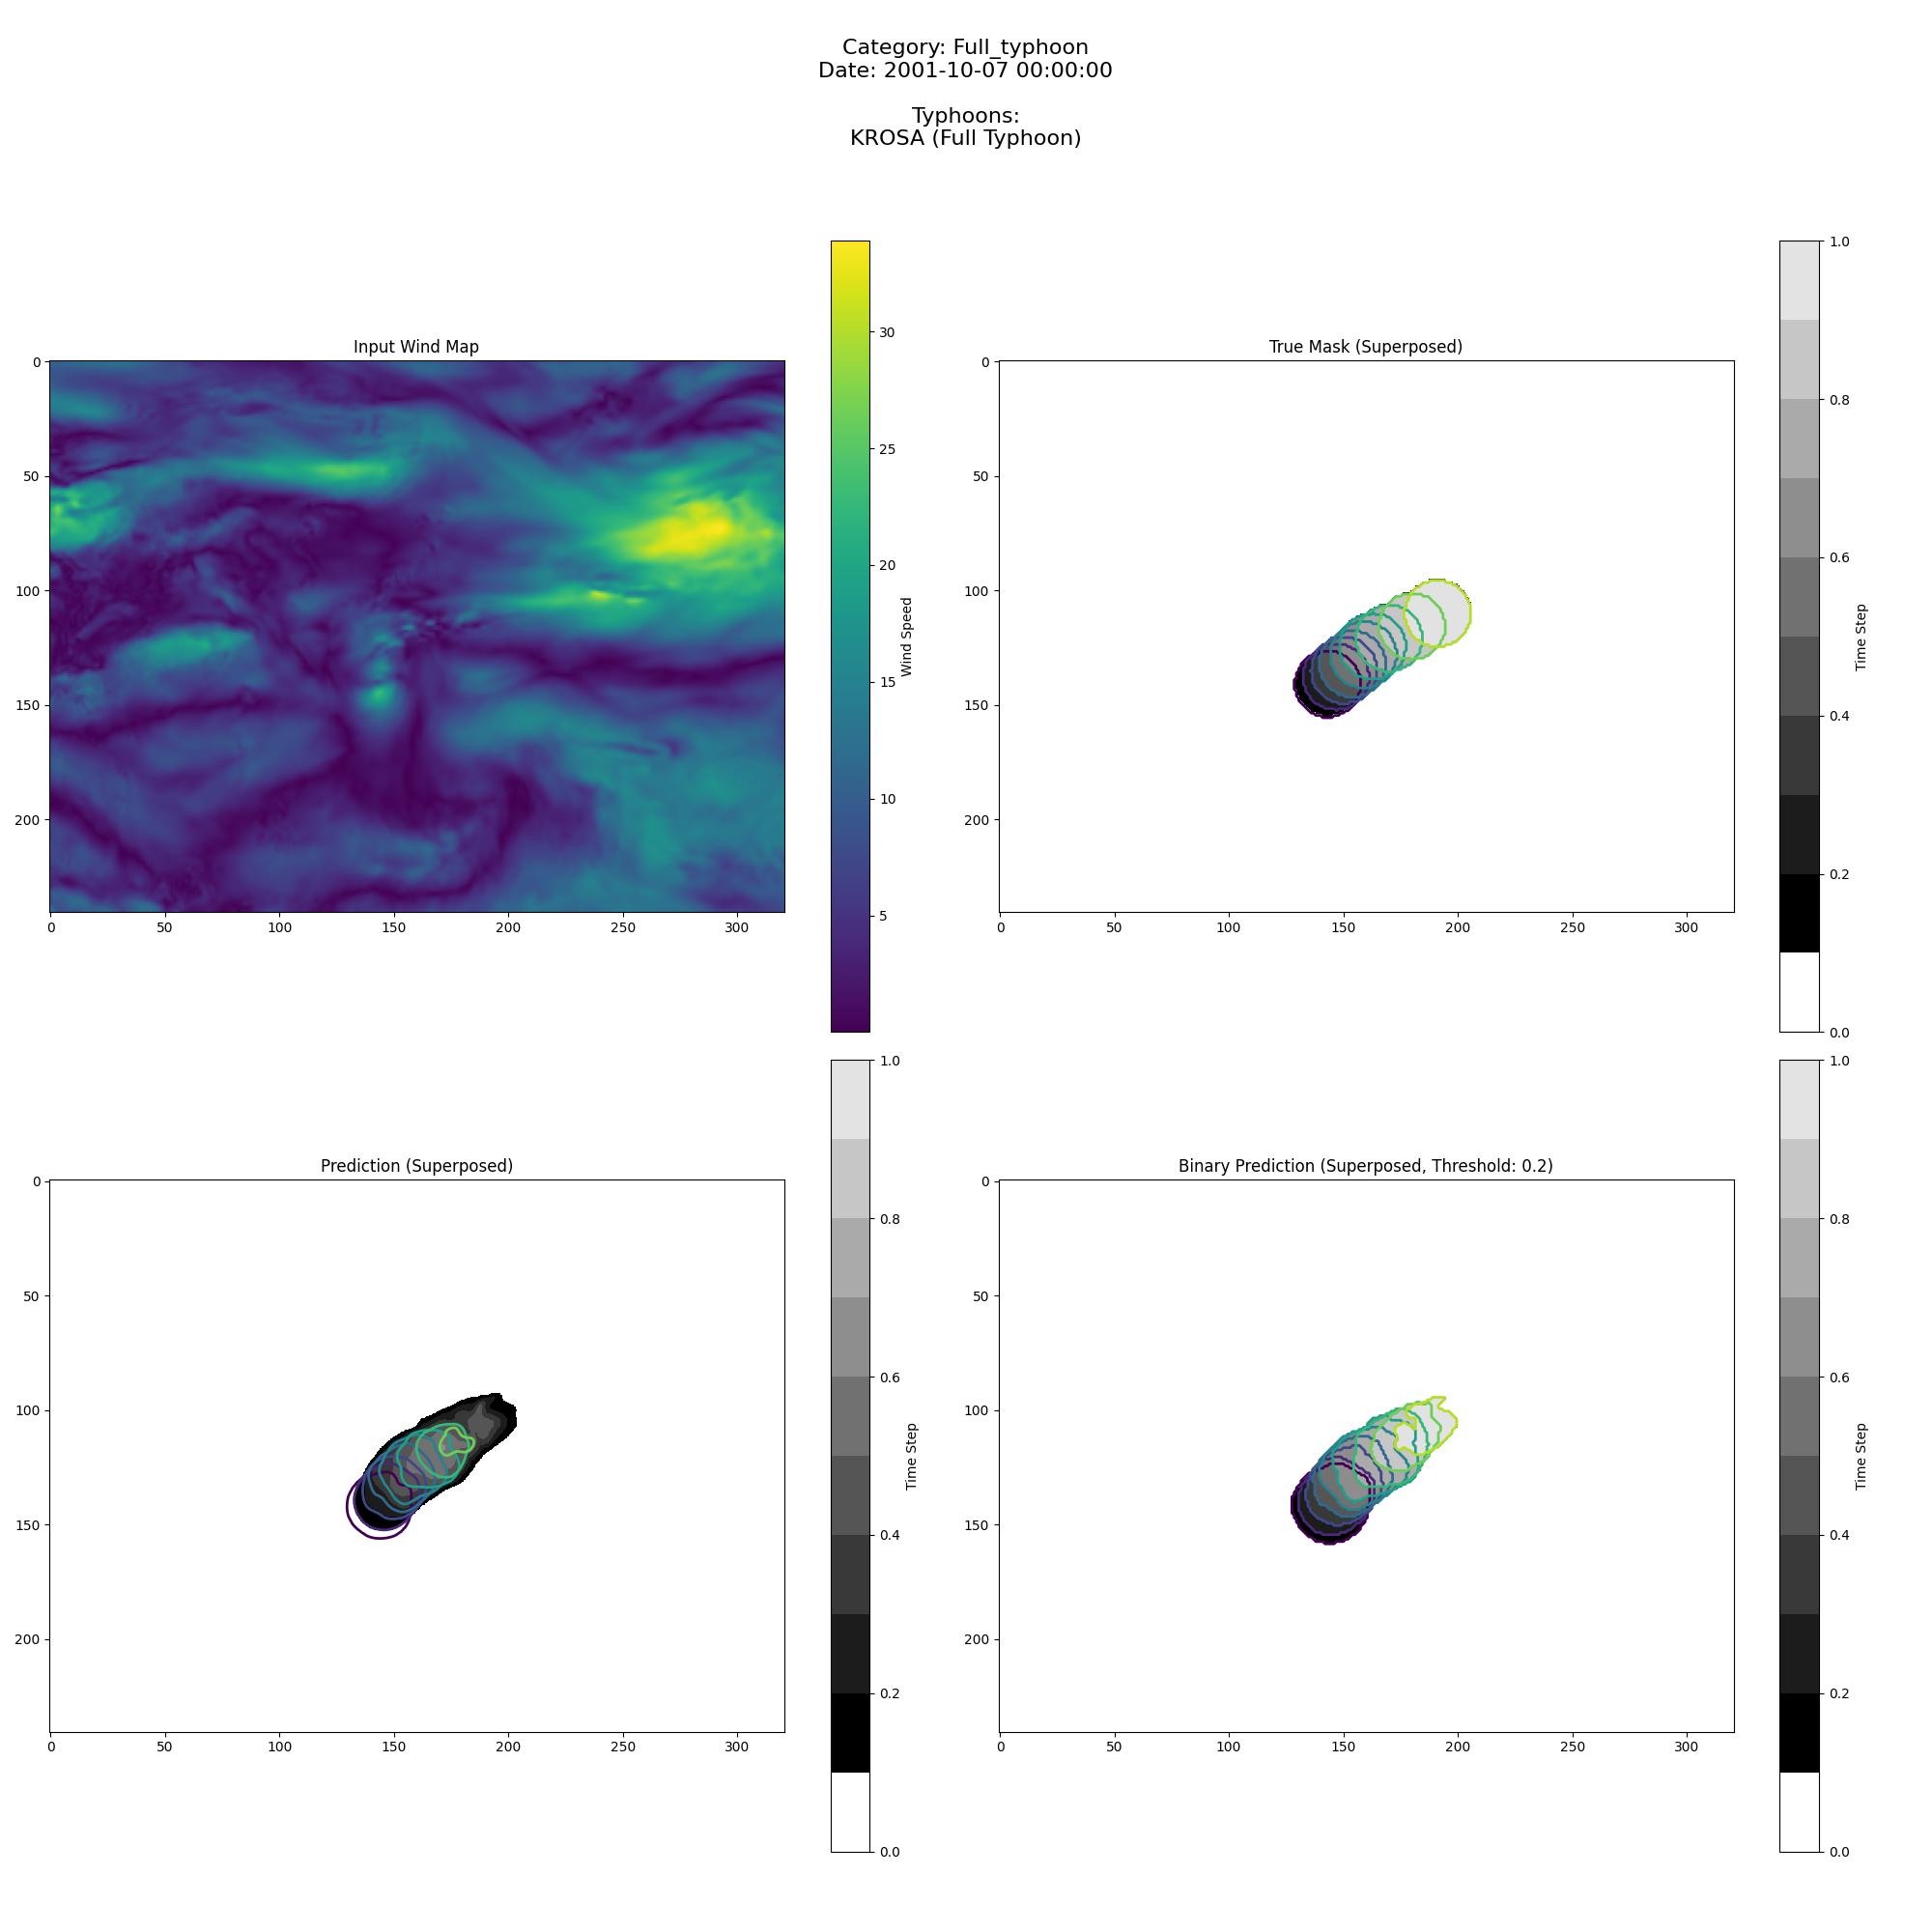 Category: Full_typhoon
Date: 2001-10-07 00:00:00
Typhoons:
KROSA (Full Typhoon)
Input Wind Map
0
50
100
150
200
0 50 100 150 200 250 300
30
25
20
15
10
5
Wind Speed
True Mask (Superposed)
0
50
100
150
200
0 50 100 150 200 250 300
1.0
0.8
0.6
0.4
0.2
0.0
Time Step
Prediction (Superposed)
0
50
100
150
200
0 50 100 150 200 250 300
1.0
0.8
0.6
0.4
0.2
0.0
Time Step
Binary Prediction (Superposed, Threshold: 0.2)
0
50
100
150
200
0 50 100 150 200 250 300
1.0
0.8
0.6
0.4
0.2
0.0
Time Step